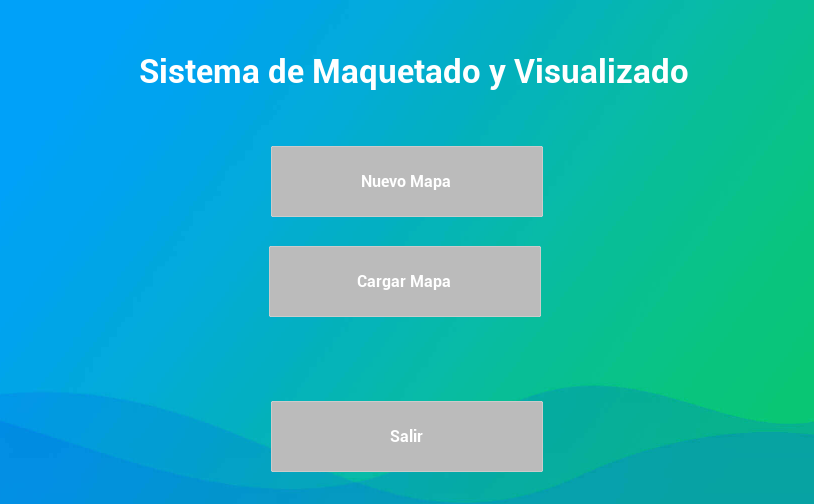 Sistema de Maquetado y Visualizado
Nuevo Mapa
Cargar Mapa
Salir